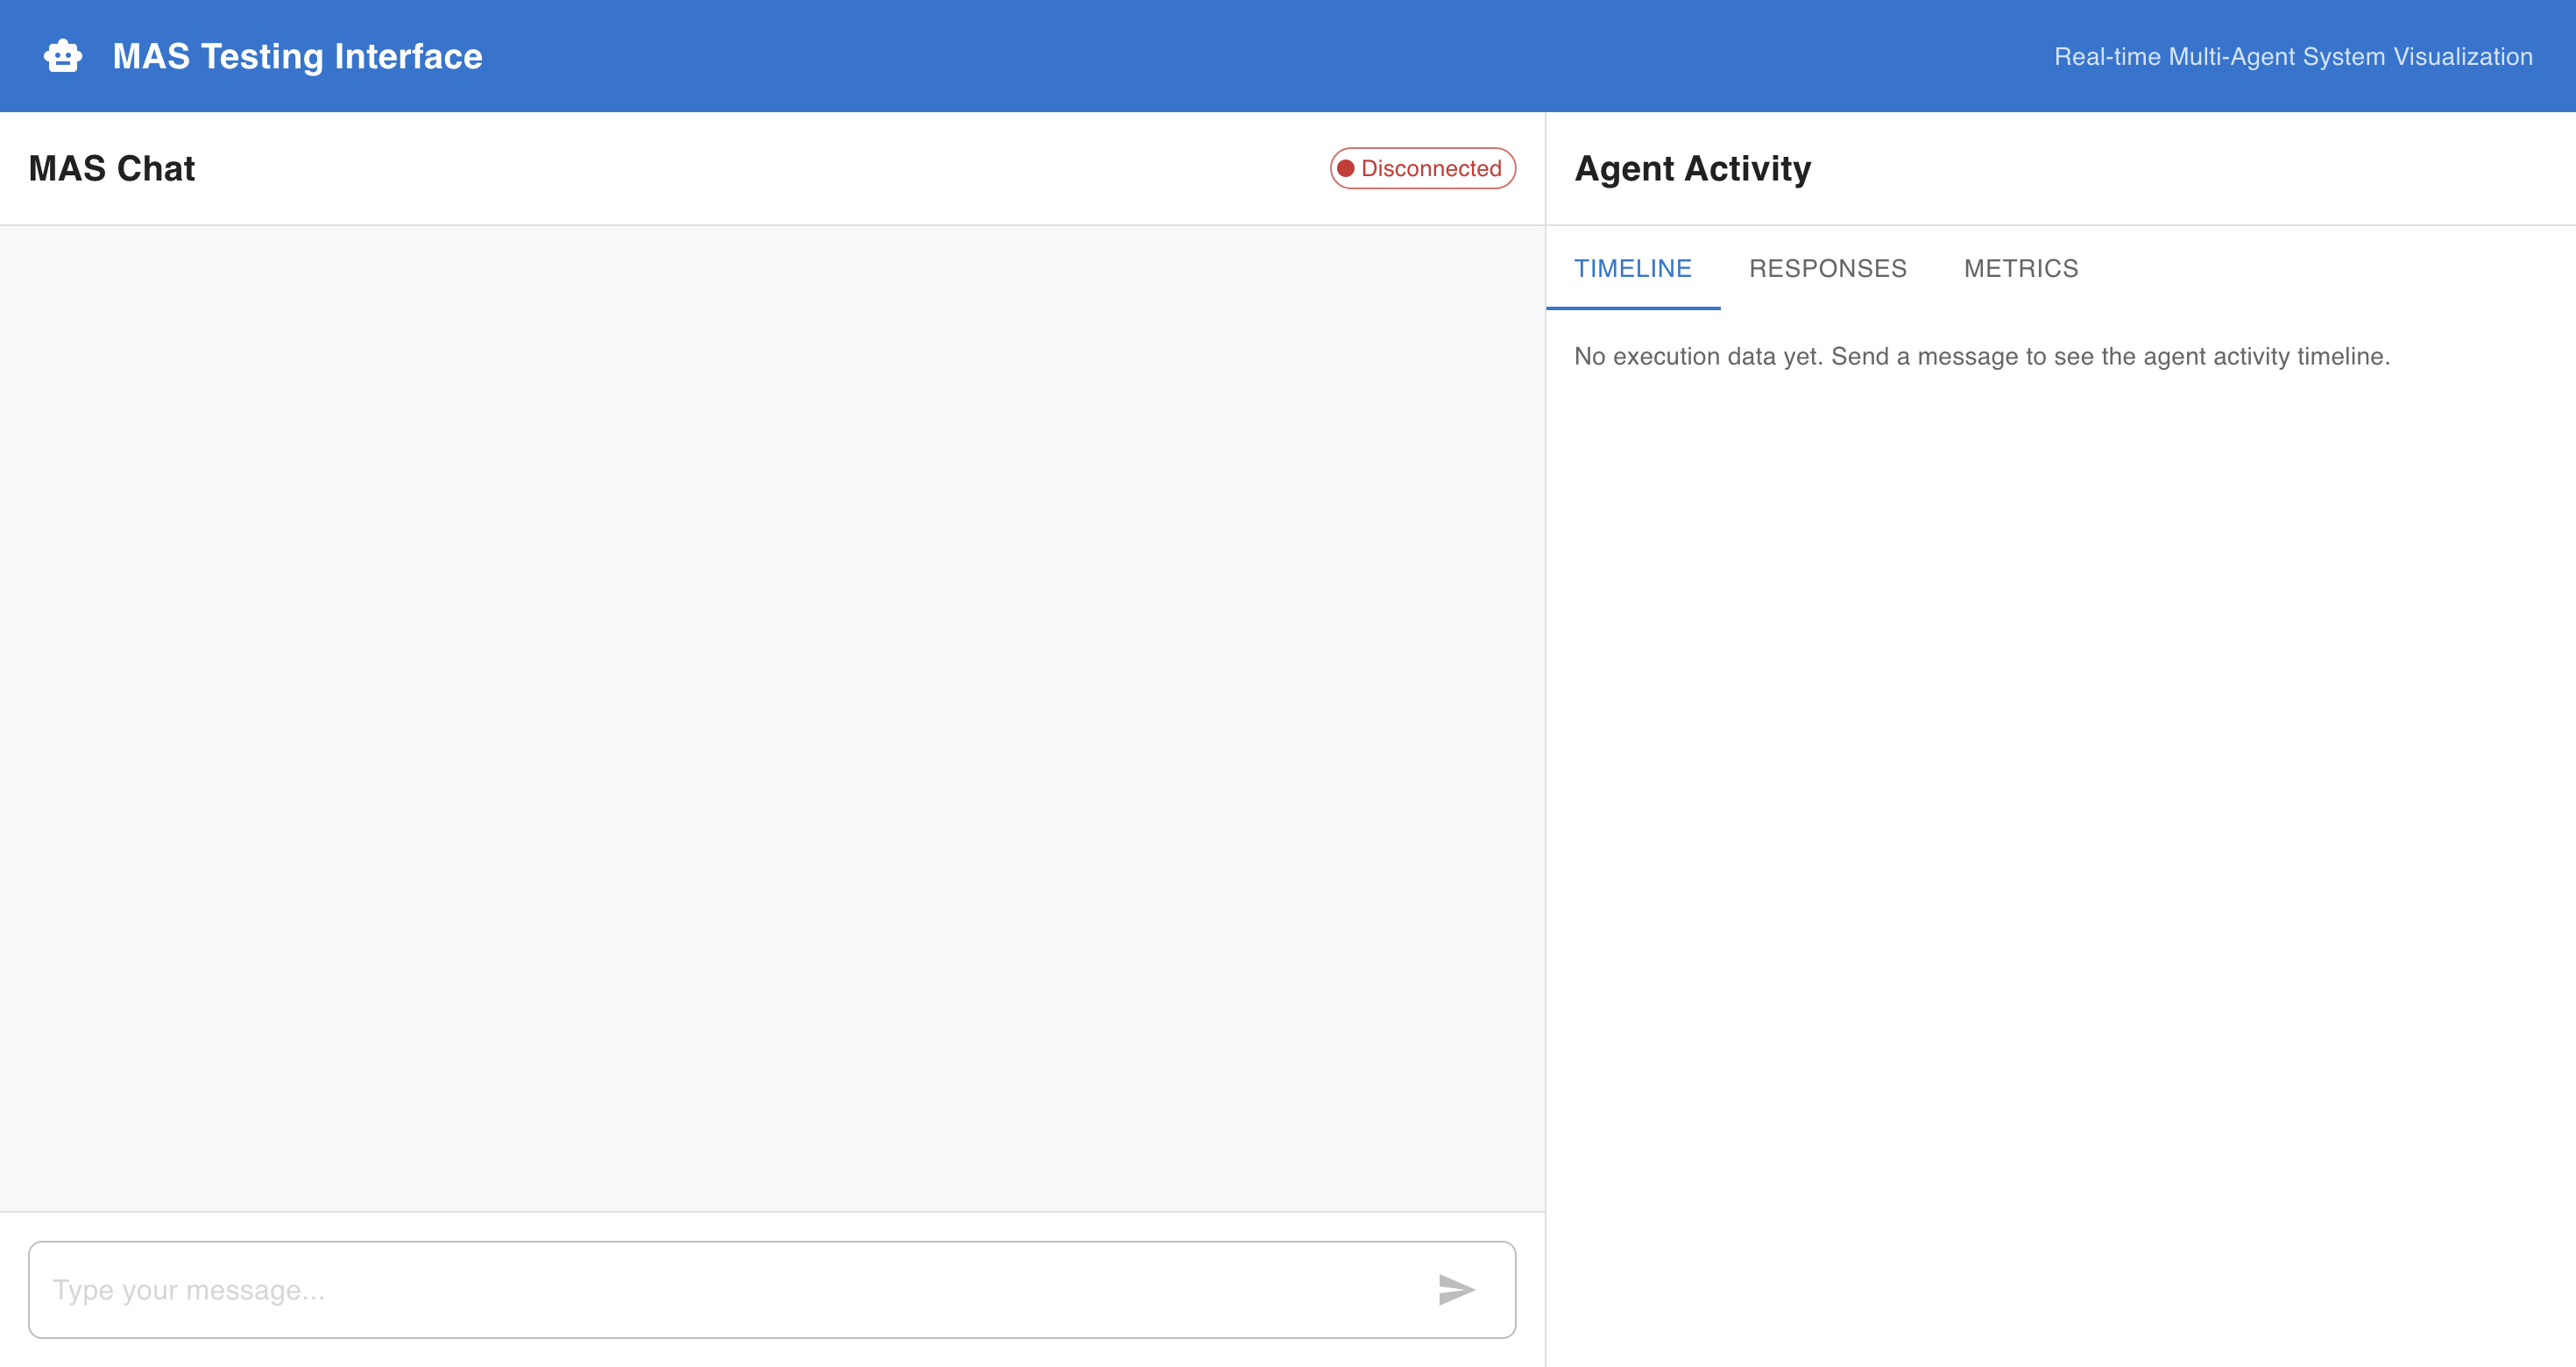 MAS Testing Interface
Real-time Multi-Agent System Visualization
MAS Chat
Disconnected
Agent Activity
TIMELINE
RESPONSES
METRICS
No execution data yet. Send a message to see the agent activity timeline.
Type your message...